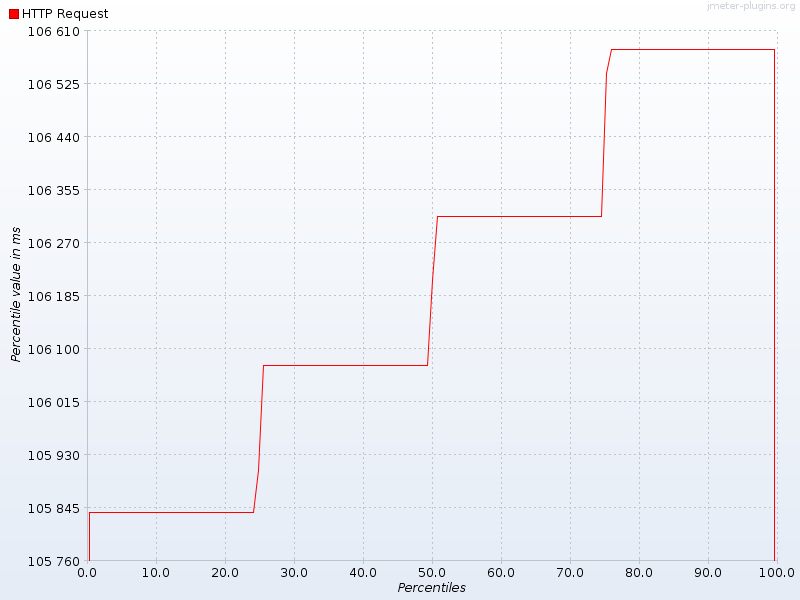 jmeter-plugins.org
HTTP Request
106 610
106 525
106 440
106 355
106 270
106 185
106 100
106 015
105 930
105 845
105 760
Percentile value in ms
0.0 10.0 20.0 30.0 40.0 50.0 60.0 70.0 80.0 90.0 100.0
Percentiles